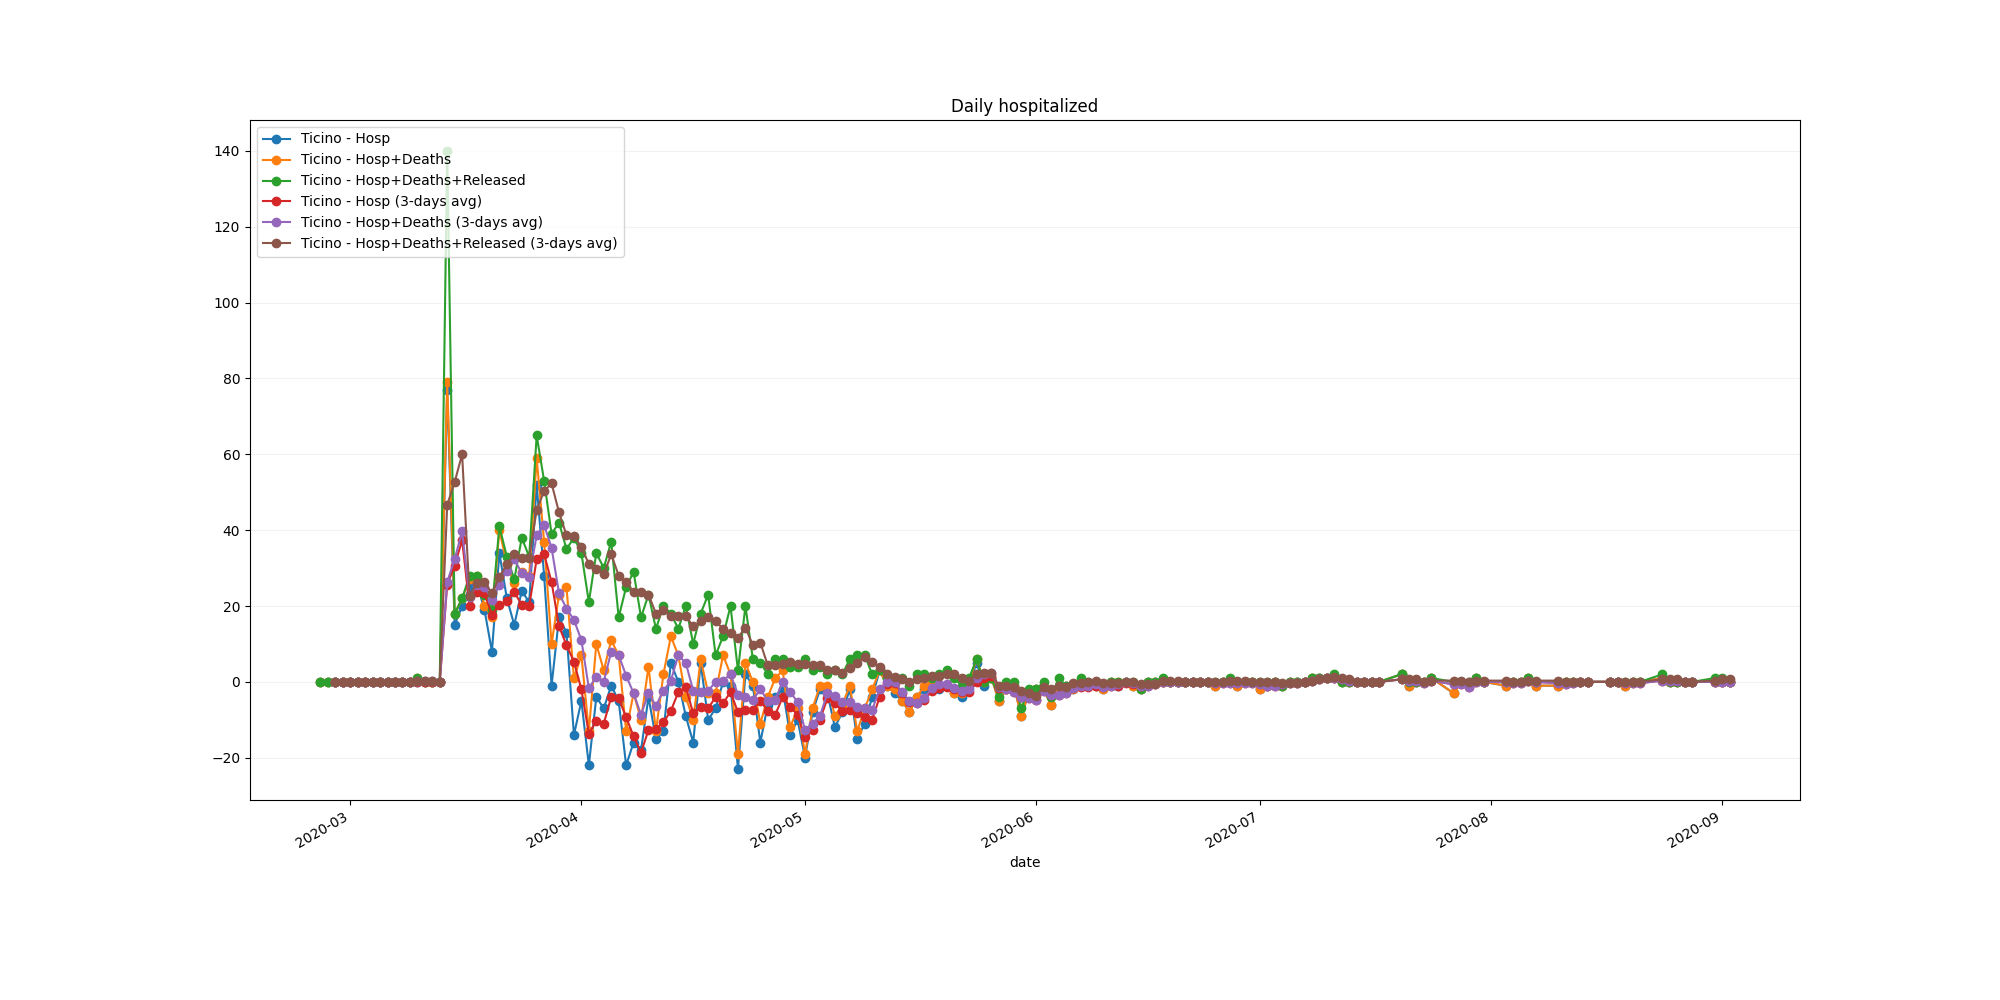 Daily hospitalized
Ticino - Hosp
Ticino - Hosp+Deaths
Ticino - Hosp+Deaths+Released
Ticino - Hosp (3-days avg)
Ticino - Hosp+Deaths (3-days avg)
Ticino - Hosp+Deaths+Released (3-days avg)
140
120
100
80
60
40
20
0
−20
2020-03
2020-04
2020-05
2020-06
2020-07
2020-08
2020-09
date